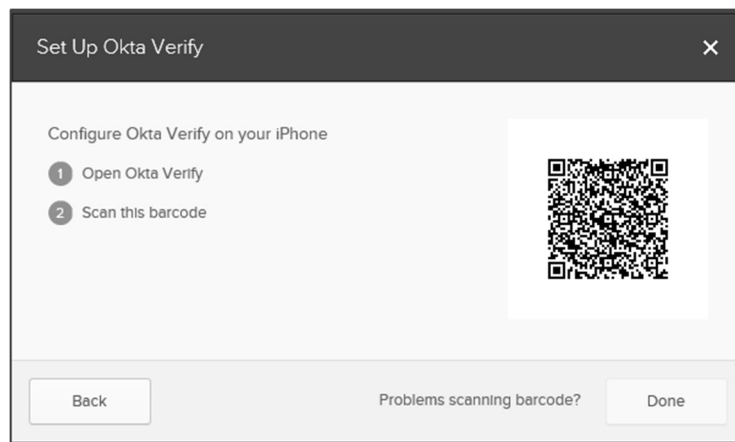 Set Up Okta Verify
Configure Okta Verify on your iPhone
1 Open Okta Verify
2 Scan this barcode
Back
Problems scanning barcode?
Done